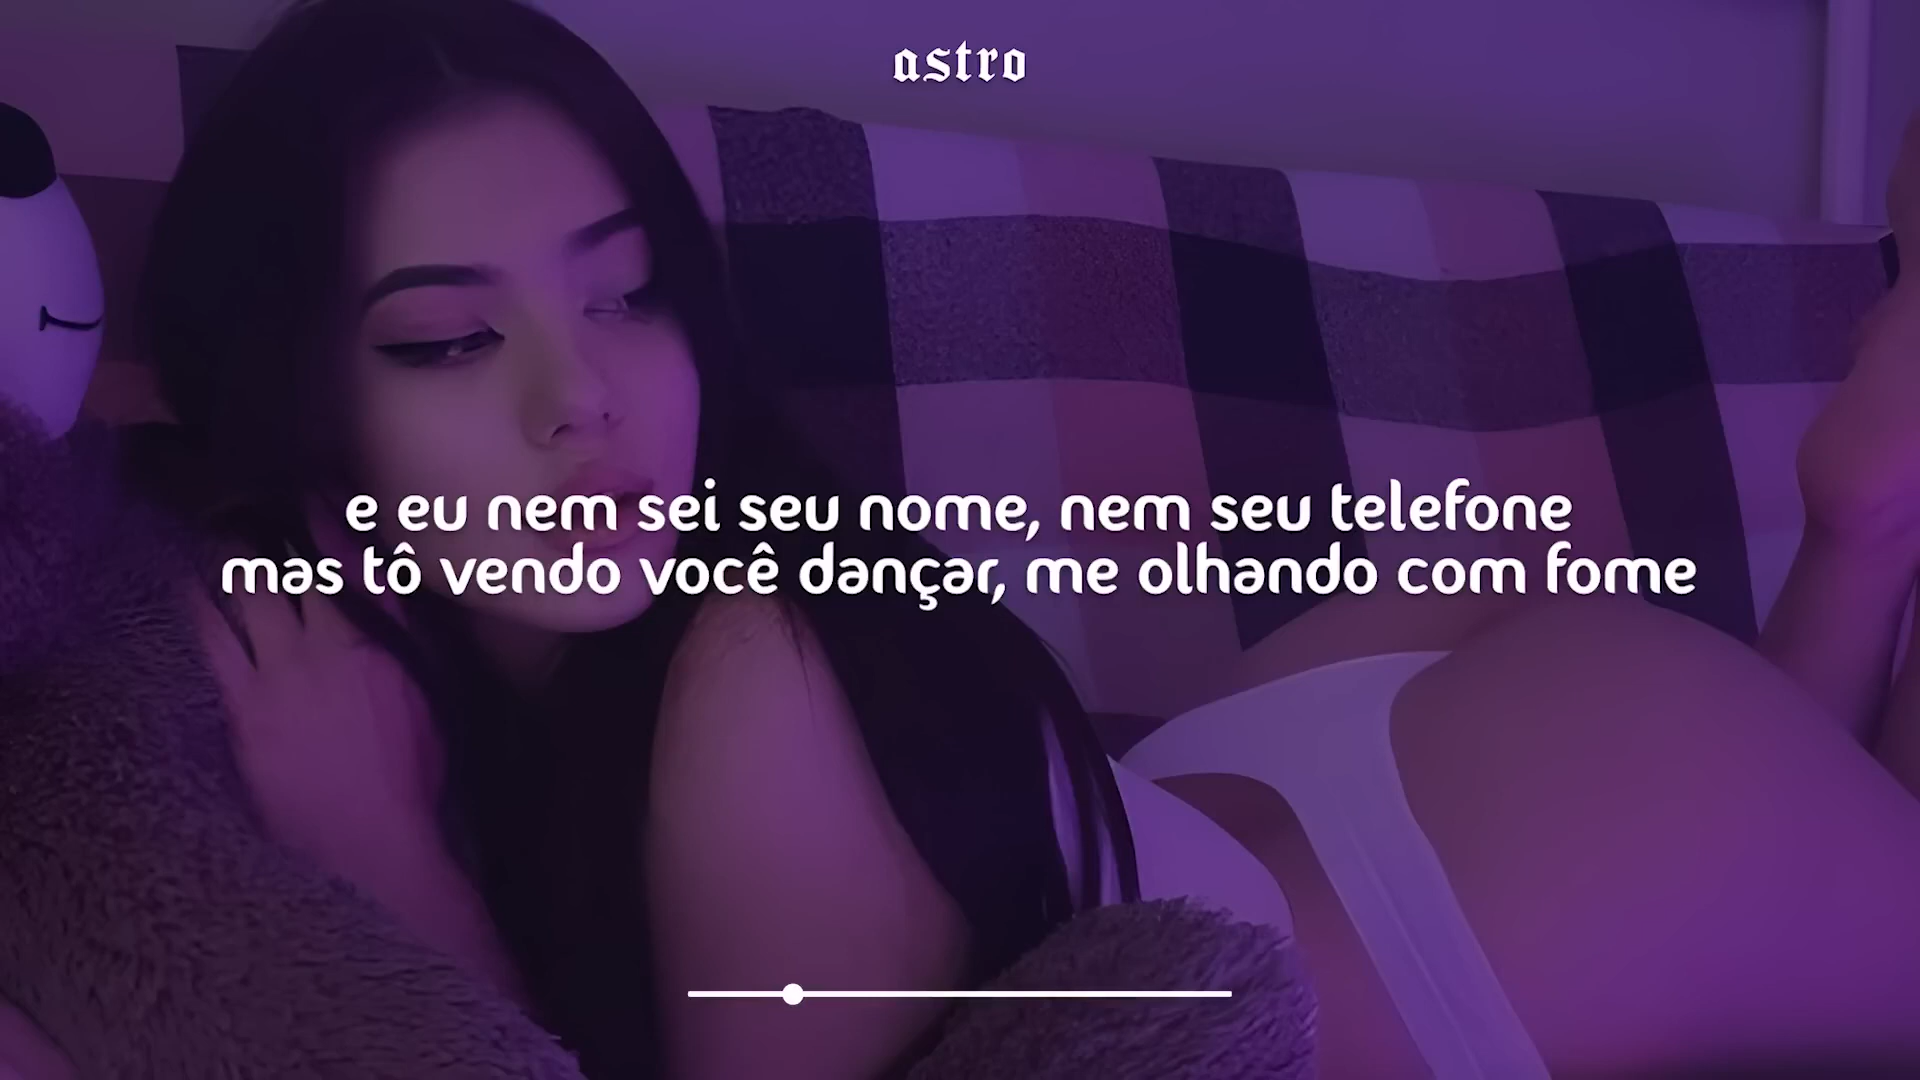 astro
e eu nem sei seu nome, nem seu telefone
mas tô vendo você dançar, me olhando com fome